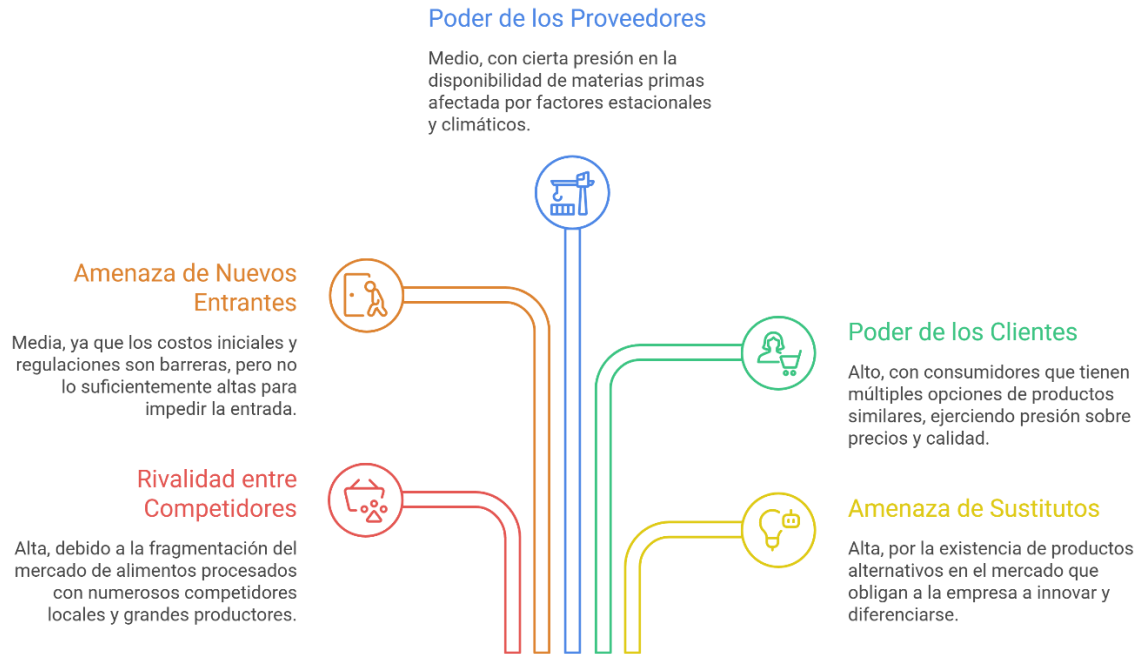 Poder de los Proveedores
Medio, con cierta presión en la
disponibilidad de materias primas
afectada por factores estacionales
y climáticos.
Amenaza de Nuevos
Entrantes
Media, ya que los costos iniciales y
regulaciones son barreras, pero no
lo suficientemente altas para
impedir la entrada.
Poder de los Clientes
Alto, con consumidores que tienen
múltiples opciones de productos
similares, ejerciendo presión sobre
precios y calidad.
Rivalidad entre
Competidores
Alta, debido a la fragmentación del
mercado de alimentos procesados
con numerosos competidores
locales y grandes productores.
Amenaza de Sustitutos
Alta, por la existencia de productos
alternativos en el mercado que
obligan a la empresa a innovar y
diferenciarse.